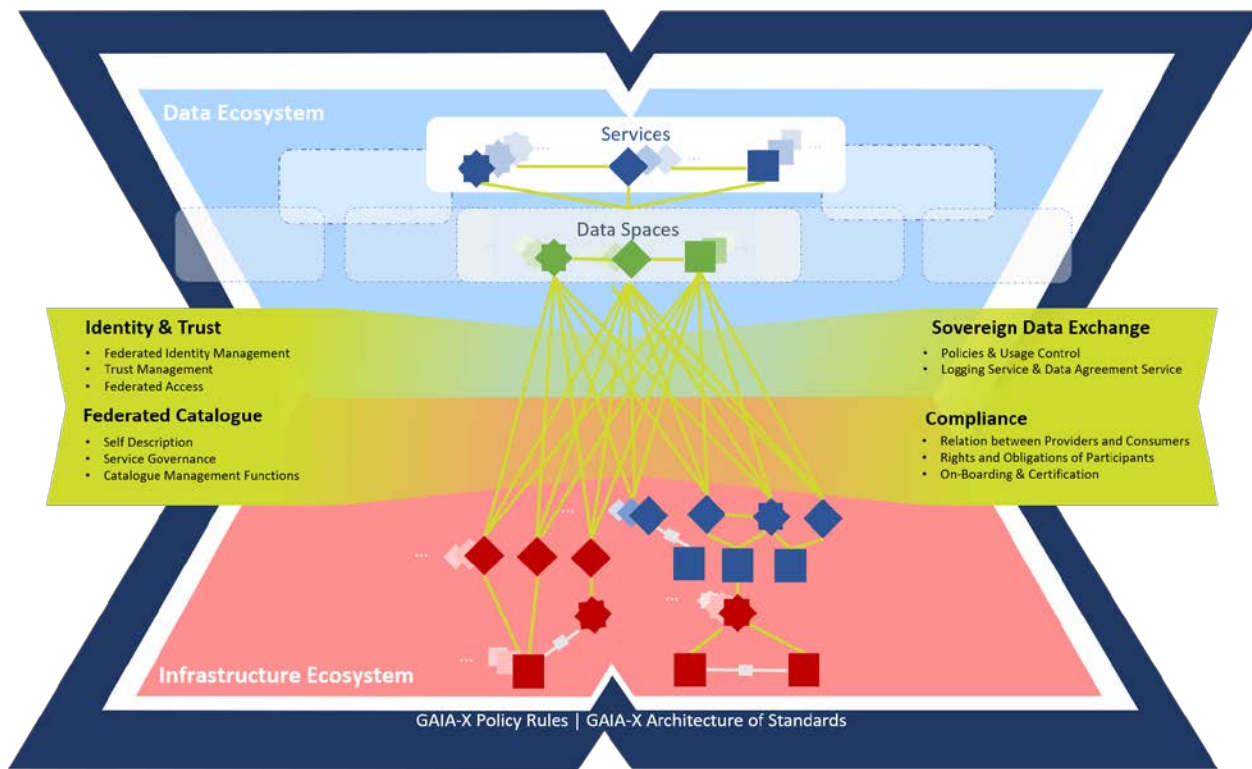 Data Ecosystem
Services
...
...
...
Data Spaces
Identity & Trust
• Federated Identity Management
• Trust Management
• Federated Access
Federated Catalogue
• Self Description
• Service Governance
• Catalogue Management Functions
Sovereign Data Exchange
• Policies & Usage Control
• Logging Service & Data Agreement Service
Compliance
• Relation between Providers and Consumers
• Rights and Obligations of Participants
• On-Boarding & Certification
...
...
...
...
Infrastructure Ecosystem
GAIA-X Policy Rules | GAIA-X Architecture of Standards